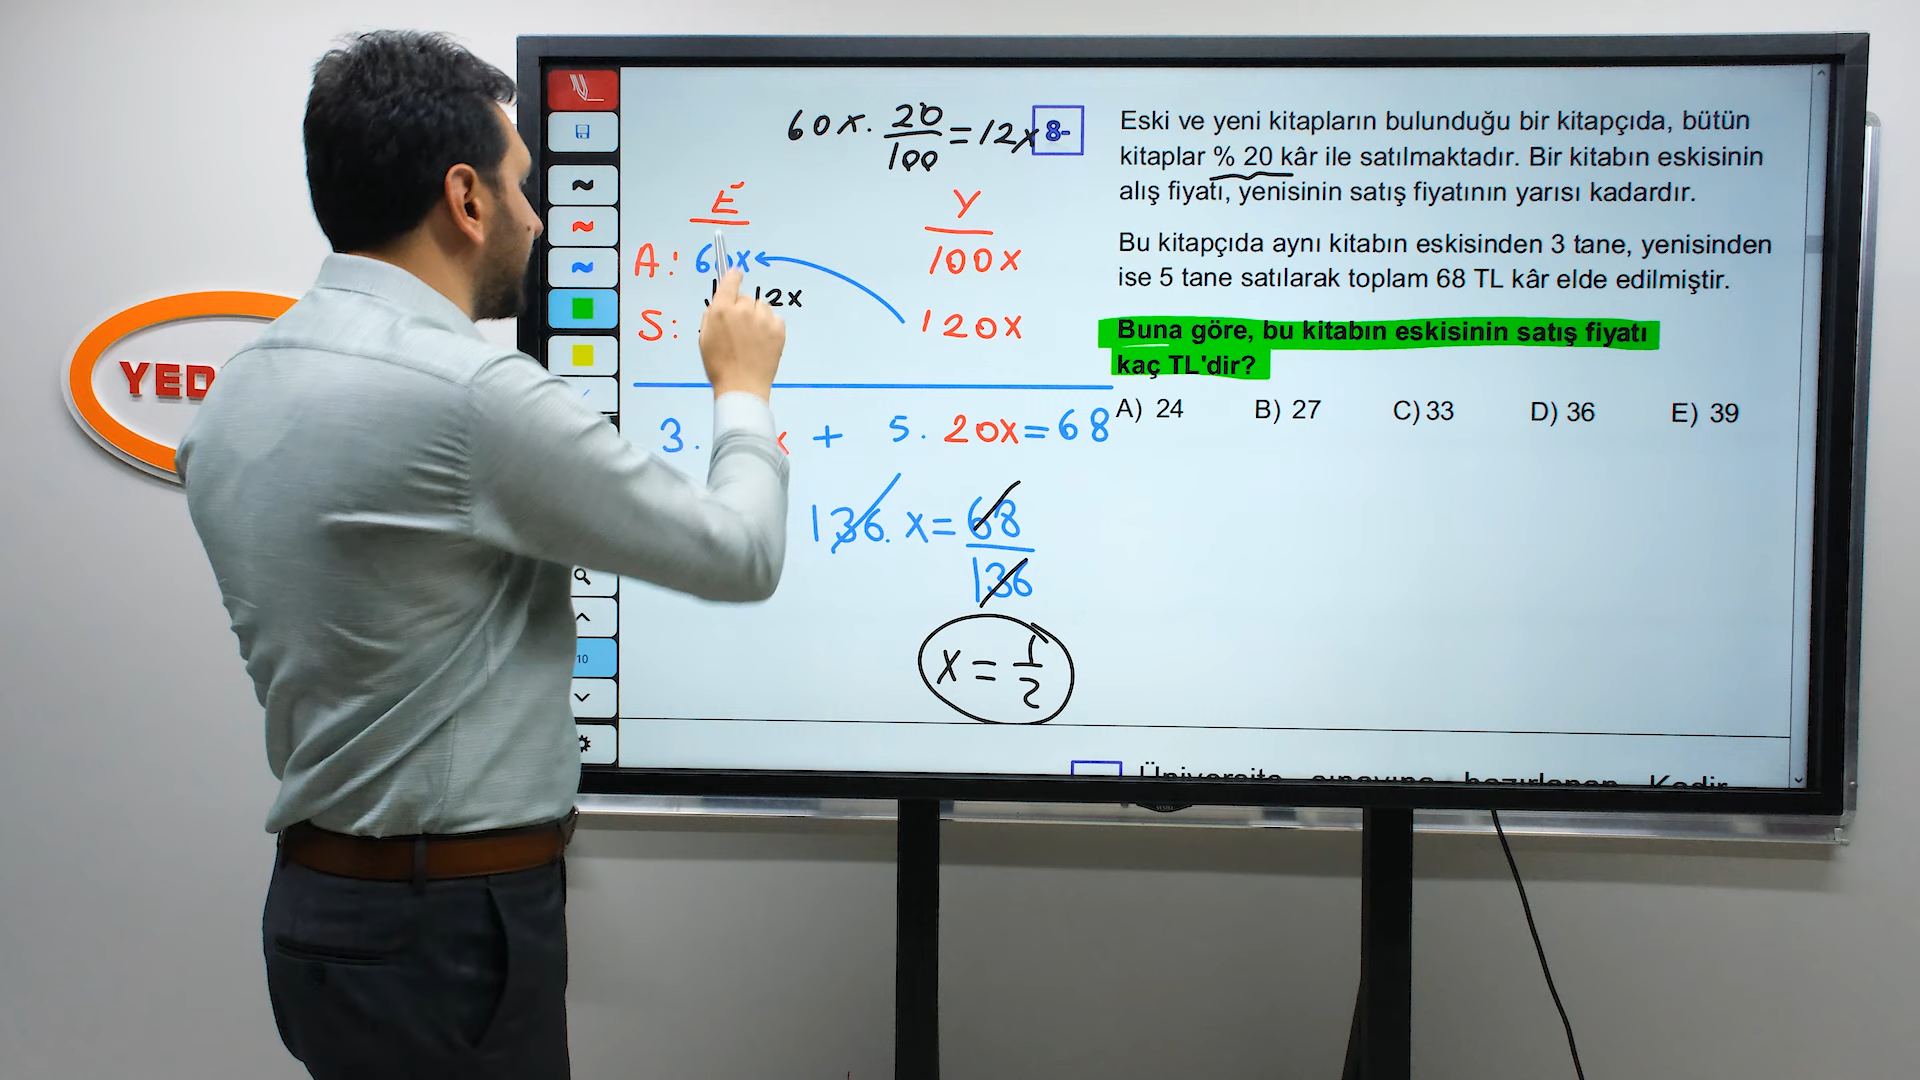 60x. 20/100 = 12x
8-
Eski ve yeni kitapların bulunduğu bir kitapçıda, bütün
kitaplar % 20 kâr ile satılmaktadır. Bir kitabın eskisinin
alış fiyatı, yenisinin satış fiyatının yarısı kadardır.
Bu kitapçıda aynı kitabın eskisinden 3 tane, yenisinden
ise 5 tane satılarak toplam 68 TL kâr elde edilmiştir.
Buna göre, bu kitabın eskisinin satış fiyatı
kaç TL'dir?
A) 24 B) 27 C) 33 D) 36 E) 39
E Y
A: 60x 100x
12x
S: 120x
3. x + 5. 20x = 68
136. x = 68/136
x = 1/2
YED
10
Üniversite sınavına hazırlanan Kadir